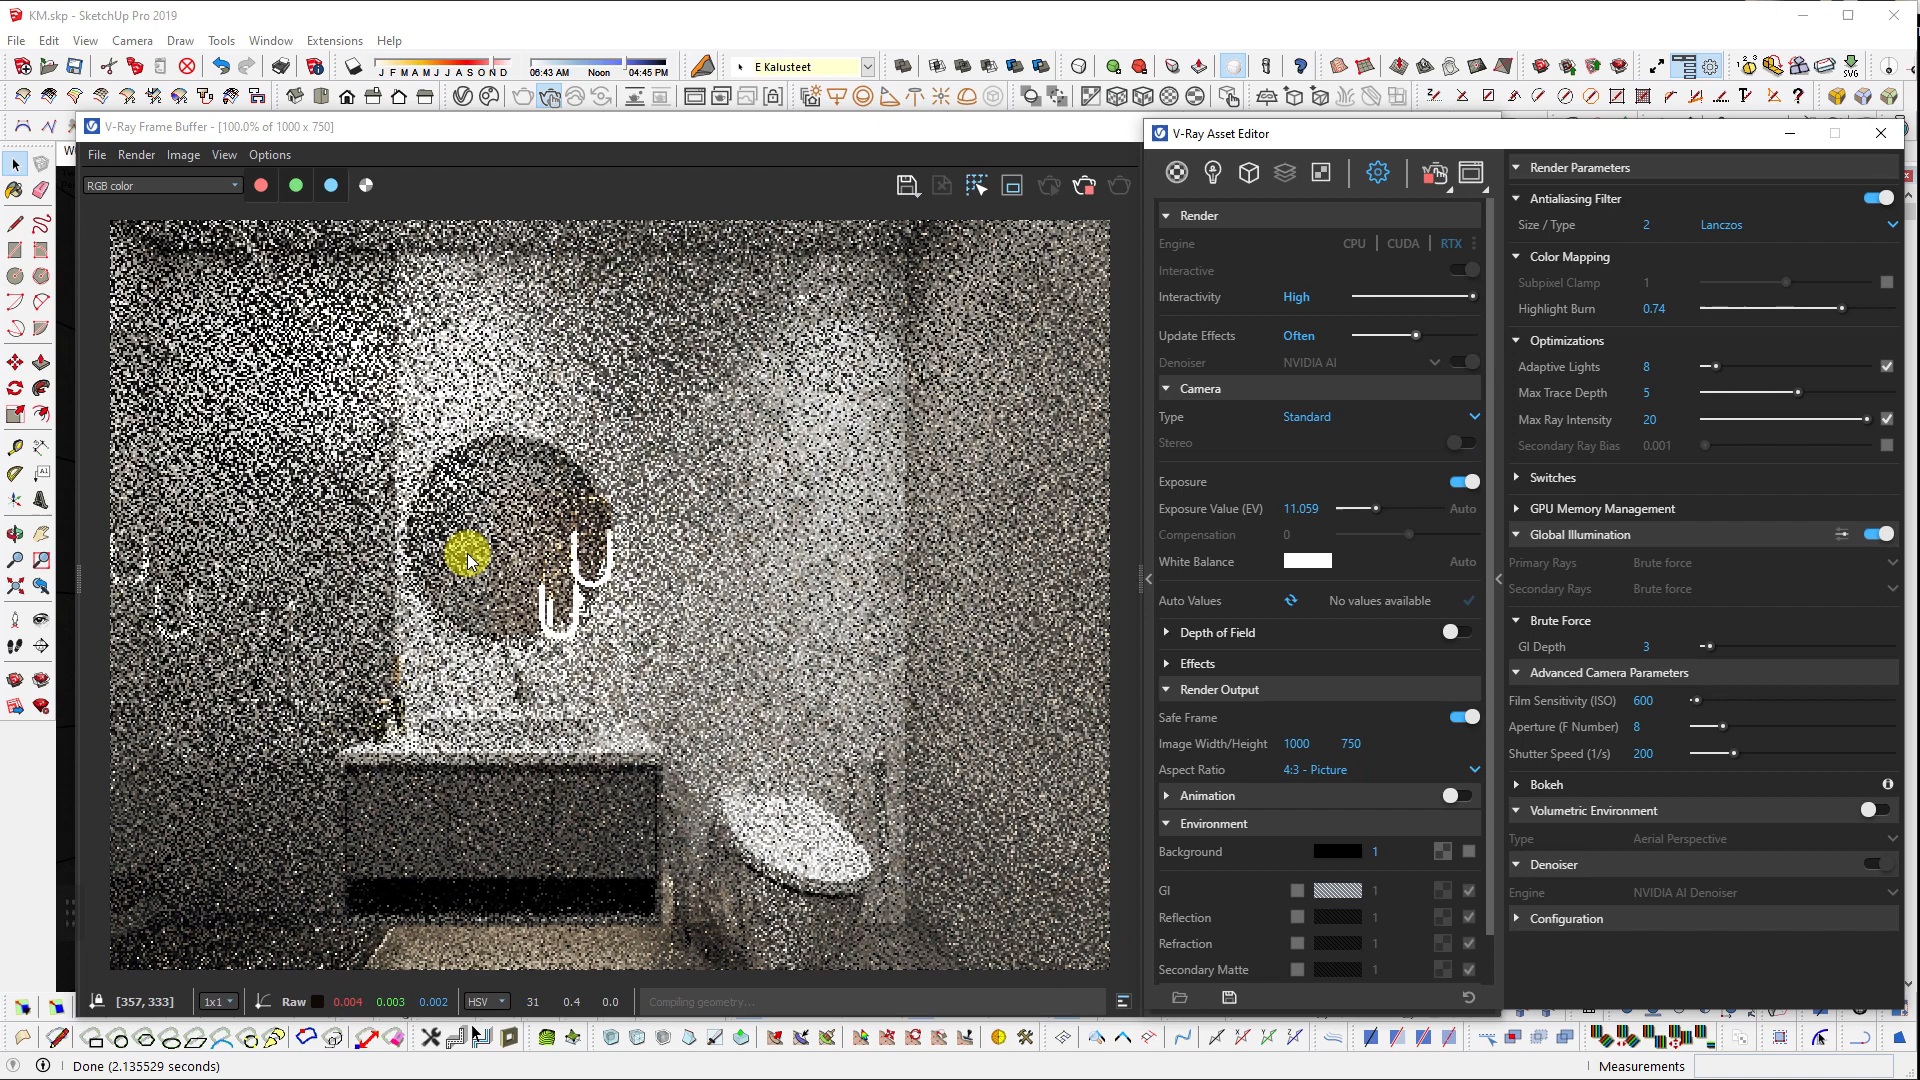 KM.skp - SketchUp Pro 2019
File Edit View Camera Draw Tools Window Extensions Help
J F M A M J J A S O N D
06:43 AM Noon 04:45 PM
E Kalusteet
SVG
V-Ray Frame Buffer - [100.0% of 1000 x 750]
File Render Image View Options
RGB color
[357, 333] 1x1 Raw 0.004 0.003 0.002 HSV 31 0.4 0.0 Compiling geometry...
V-Ray Asset Editor
Render
Engine CPU CUDA RTX
Interactive
Interactivity High
Update Effects Often
Denoiser NVIDIA AI
Camera
Type Standard
Stereo
Exposure
Exposure Value (EV) 11.059 Auto
Compensation 0
White Balance Auto
Auto Values No values available
Depth of Field
Effects
Render Output
Safe Frame
Image Width/Height 1000 750
Aspect Ratio 4:3 - Picture
Animation
Environment
Background 1
GI 1
Reflection 1
Refraction 1
Secondary Matte 1
Render Parameters
Antialiasing Filter
Size / Type 2 Lanczos
Color Mapping
Subpixel Clamp 1
Highlight Burn 0.74
Optimizations
Adaptive Lights 8
Max Trace Depth 5
Max Ray Intensity 20
Secondary Ray Bias 0.001
Switches
GPU Memory Management
Global Illumination
Primary Rays Brute force
Secondary Rays Brute force
Brute Force
GI Depth 3
Advanced Camera Parameters
Film Sensitivity (ISO) 600
Aperture (F Number) 8
Shutter Speed (1/s) 200
Bokeh
Volumetric Environment
Type Aerial Perspective
Denoiser
Engine NVIDIA AI Denoiser
Configuration
Done (2.135529 seconds)
Measurements